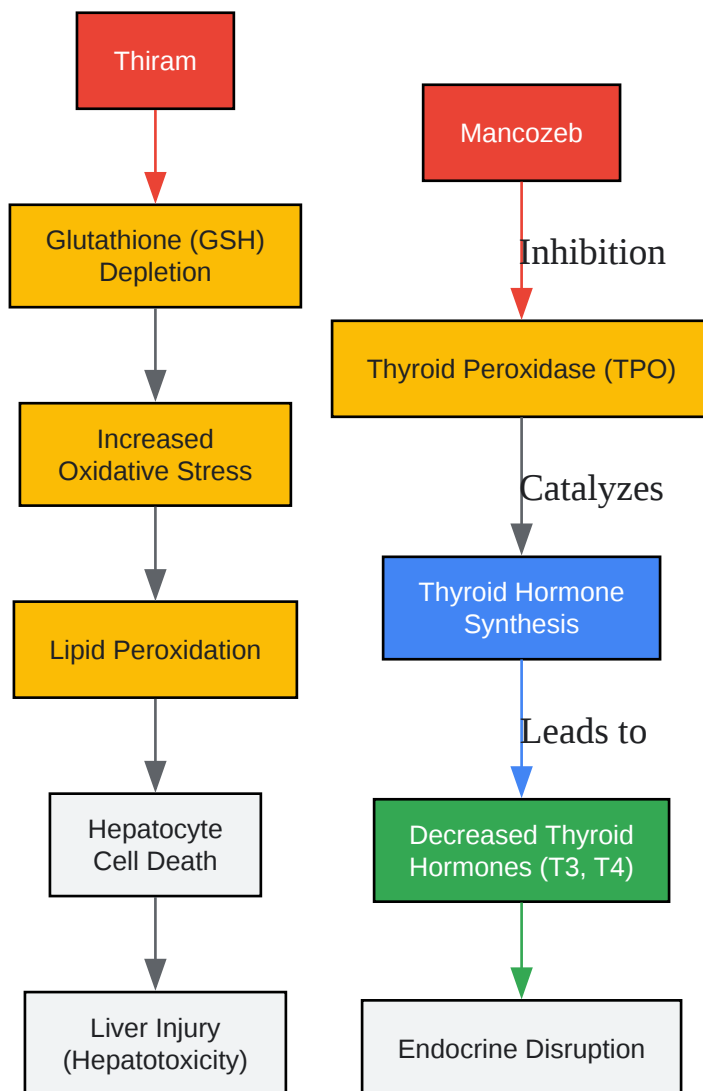 Thiram
Glutathione (GSH)
Depletion
Increased
Oxidative Stress
Lipid Peroxidation
Hepatocyte
Cell Death
Liver Injury
(Hepatotoxicity)
Mancozeb
Inhibition
Thyroid Peroxidase (TPO)
Catalyzes
Thyroid Hormone
Synthesis
Leads to
Decreased Thyroid
Hormones (T3, T4)
Endocrine Disruption